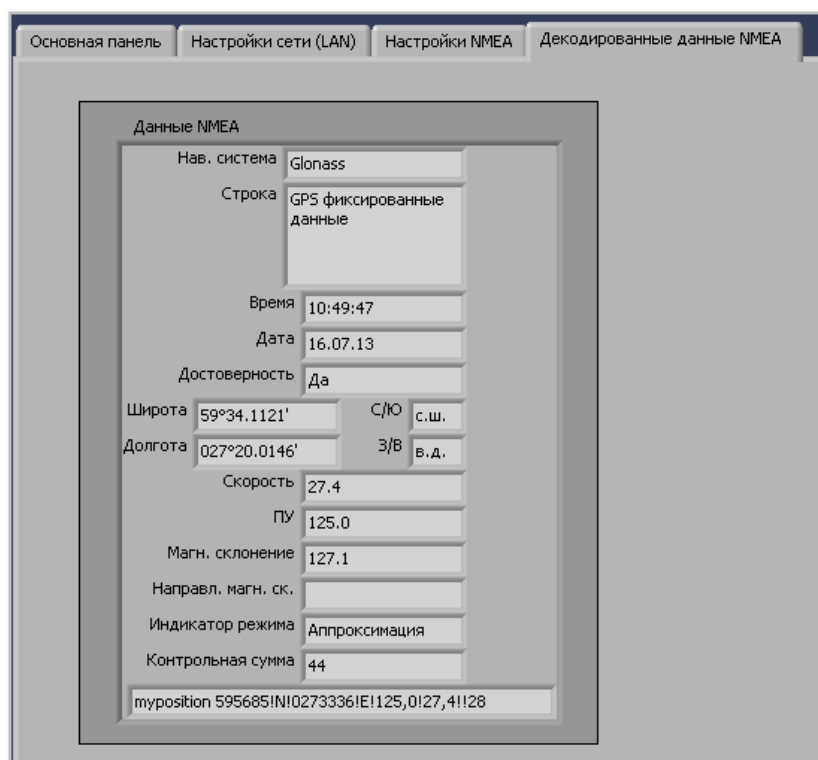 Основная панель Настройки сети (LAN) Настройки NMEA Декодированные данные NMEA
Данные NMEA
Нав. система Glonass
Строка GPS фиксированные
данные
Время 10:49:47
Дата 16.07.13
Достоверность Да
Широта 59°34.1121' С/Ю с.ш.
Долгота 027°20.0146' З/В в.д.
Скорость 27.4
ПУ 125.0
Магн. склонение 127.1
Направл. магн. ск.
Индикатор режима Аппроксимация
Контрольная сумма 44
myposition 595685!N!0273336!E!125,0!27,4!!28